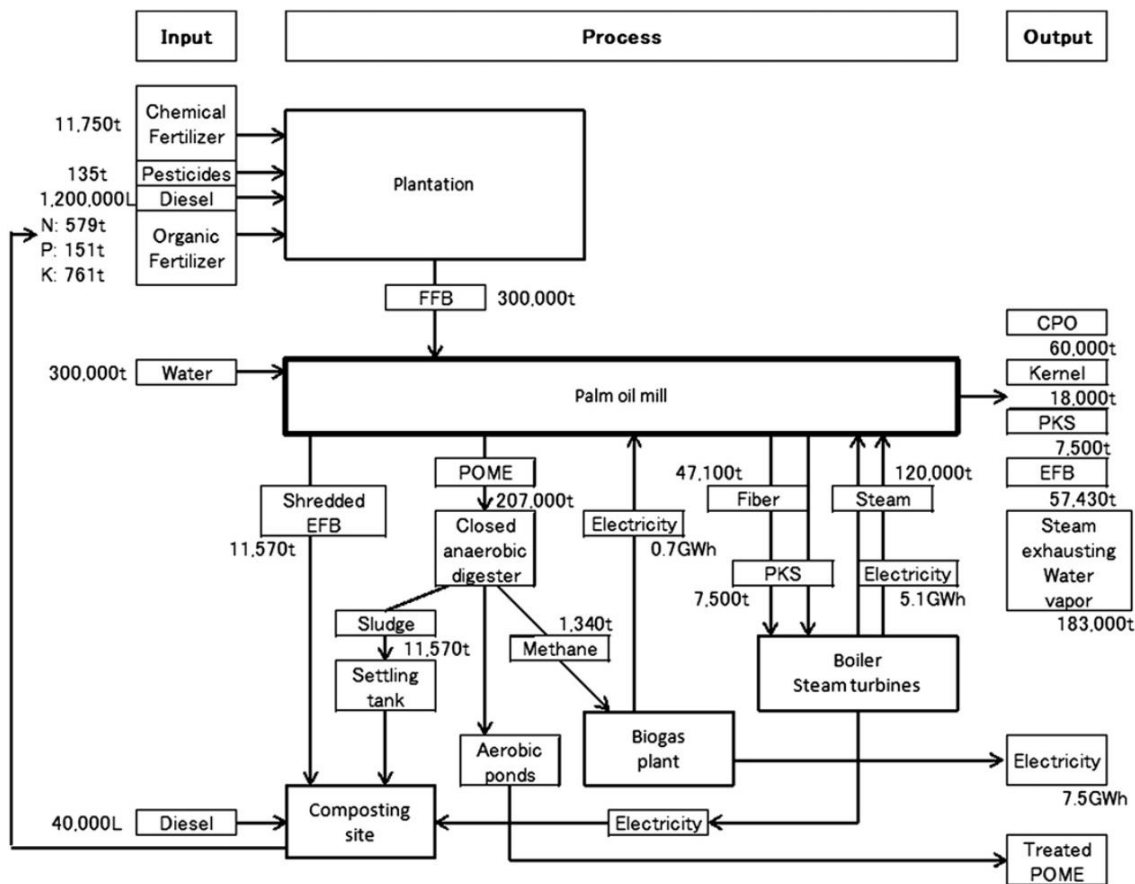 Input
Process
Output
11,750t
Chemical
Fertilizer
135t
Pesticides
1,200,000L
Diesel
N: 579t
P: 151t
K: 761t
Organic
Fertilizer
Plantation
FFB
300,000t
300,000t
Water
Palm oil mill
CPO
60,000t
Kernel
18,000t
PKS
7,500t
EFB
57,430t
Steam
exhausting
Water
vapor
183,000t
Shredded
EFB
11,570t
POME
207,000t
Closed
anaerobic
digester
Electricity
0.7GWh
47,100t
Fiber
120,000t
Steam
PKS
7,500t
Electricity
5.1GWh
Sludge
11,570t
Settling
tank
1,340t
Methane
Boiler
Steam turbines
Aerobic
ponds
Biogas
plant
Electricity
7.5GWh
40,000L
Diesel
Composting
site
Electricity
Treated
POME